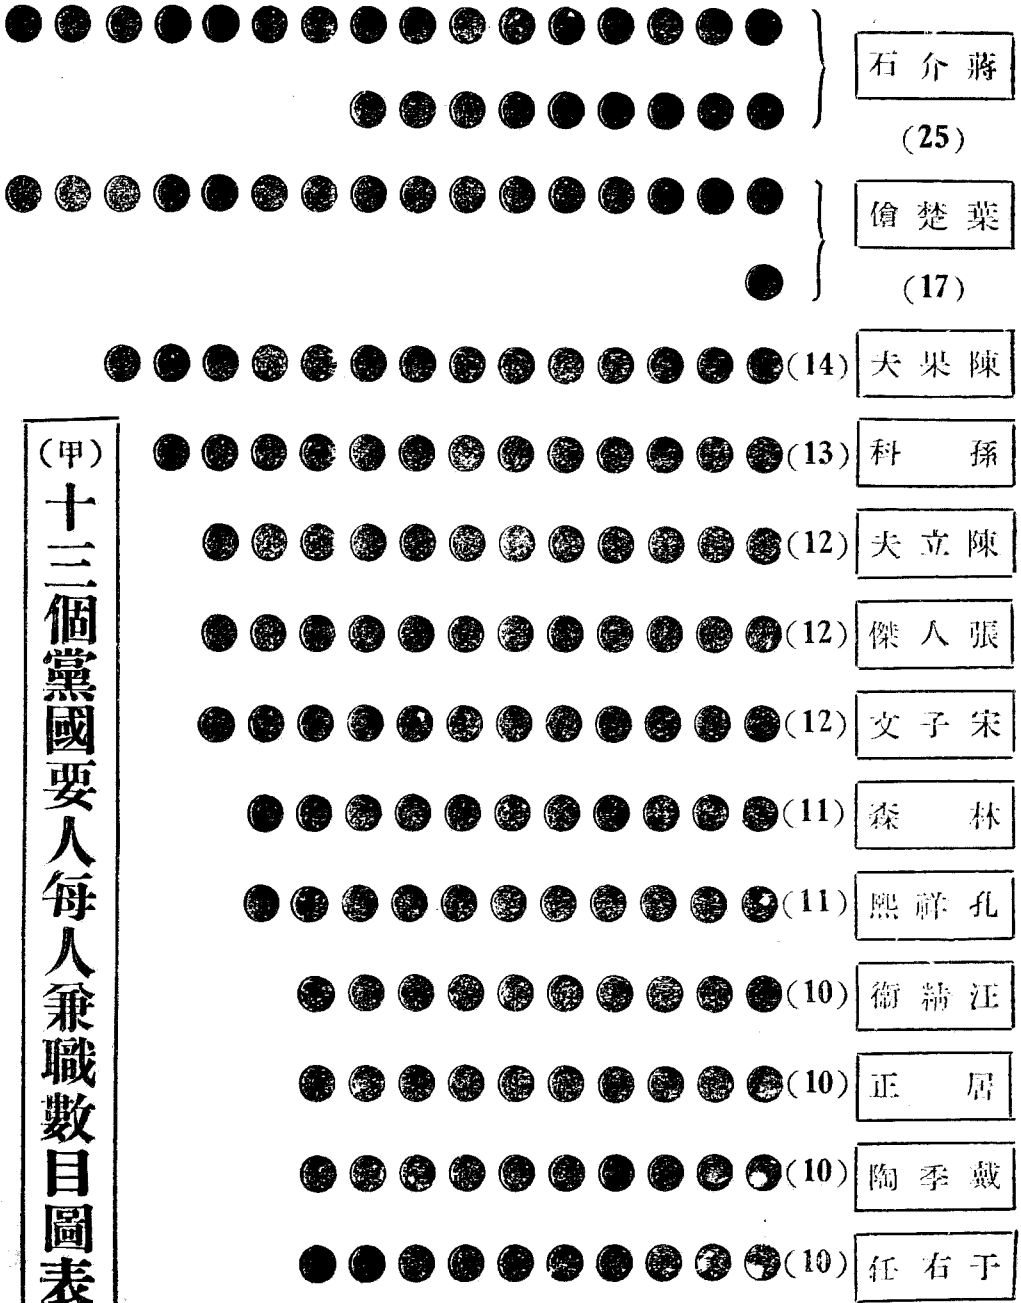 蔣介石
(25)
葉楚傖
(17)
陳果夫
(14)
孫科
(13)
陳立夫
(12)
張人傑
(12)
宋子文
(12)
林森
(11)
孔祥熙
(11)
汪精衞
(10)
居正
(10)
戴季陶
(10)
于右任
(10)
(甲)十三個黨國要人每人兼職數目圖表